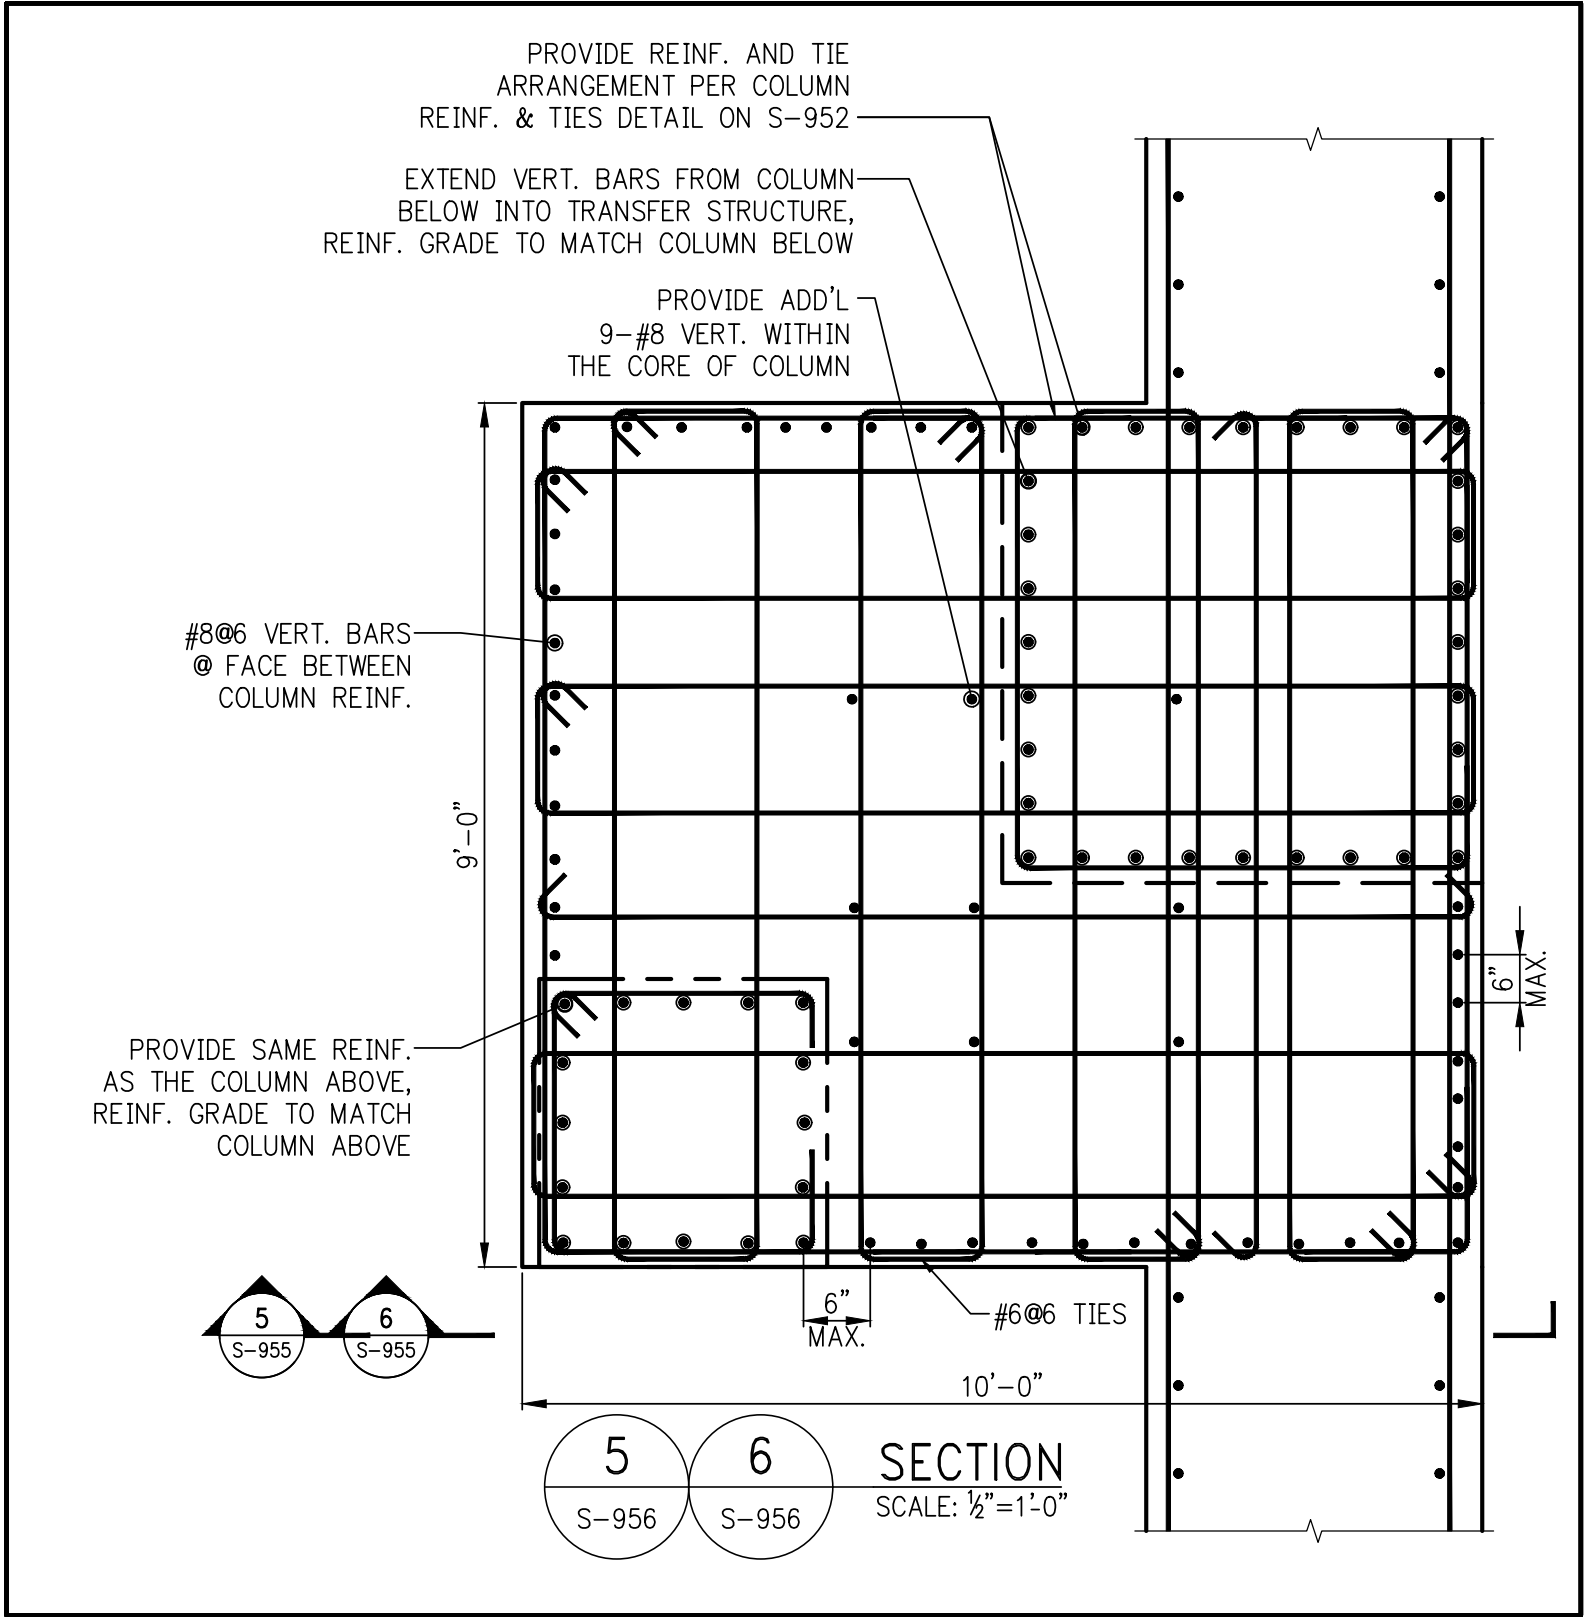 PROVIDE REINF. AND TIE
ARRANGEMENT PER COLUMN
REINF. & TIES DETAIL ON S-952
EXTEND VERT. BARS FROM COLUMN
BELOW INTO TRANSFER STRUCTURE,
REINF. GRADE TO MATCH COLUMN BELOW
PROVIDE ADD'L
9-#8 VERT. WITHIN
THE CORE OF COLUMN
#8@6 VERT. BARS
@ FACE BETWEEN
COLUMN REINF.
9'-0"
6"
MAX.
PROVIDE SAME REINF.
AS THE COLUMN ABOVE,
REINF. GRADE TO MATCH
COLUMN ABOVE
5
S-955
6
S-955
6"
MAX.
#6@6 TIES
10'-0"
5
S-956
6
S-956
SECTION
SCALE: ½"=1'-0"